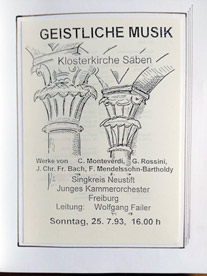 GEISTLICHE MUSIK
Klosterkirche Säben
Werke von C. Monteverdi, G. Rossini,
J. Chr. Fr. Bach, F. Mendelssohn-Bartholdy
Singkreis Neustift
Junges Kammerorchester
Freiburg
Leitung: Wolfgang Failer
Sonntag, 25.7.93, 16.00 h